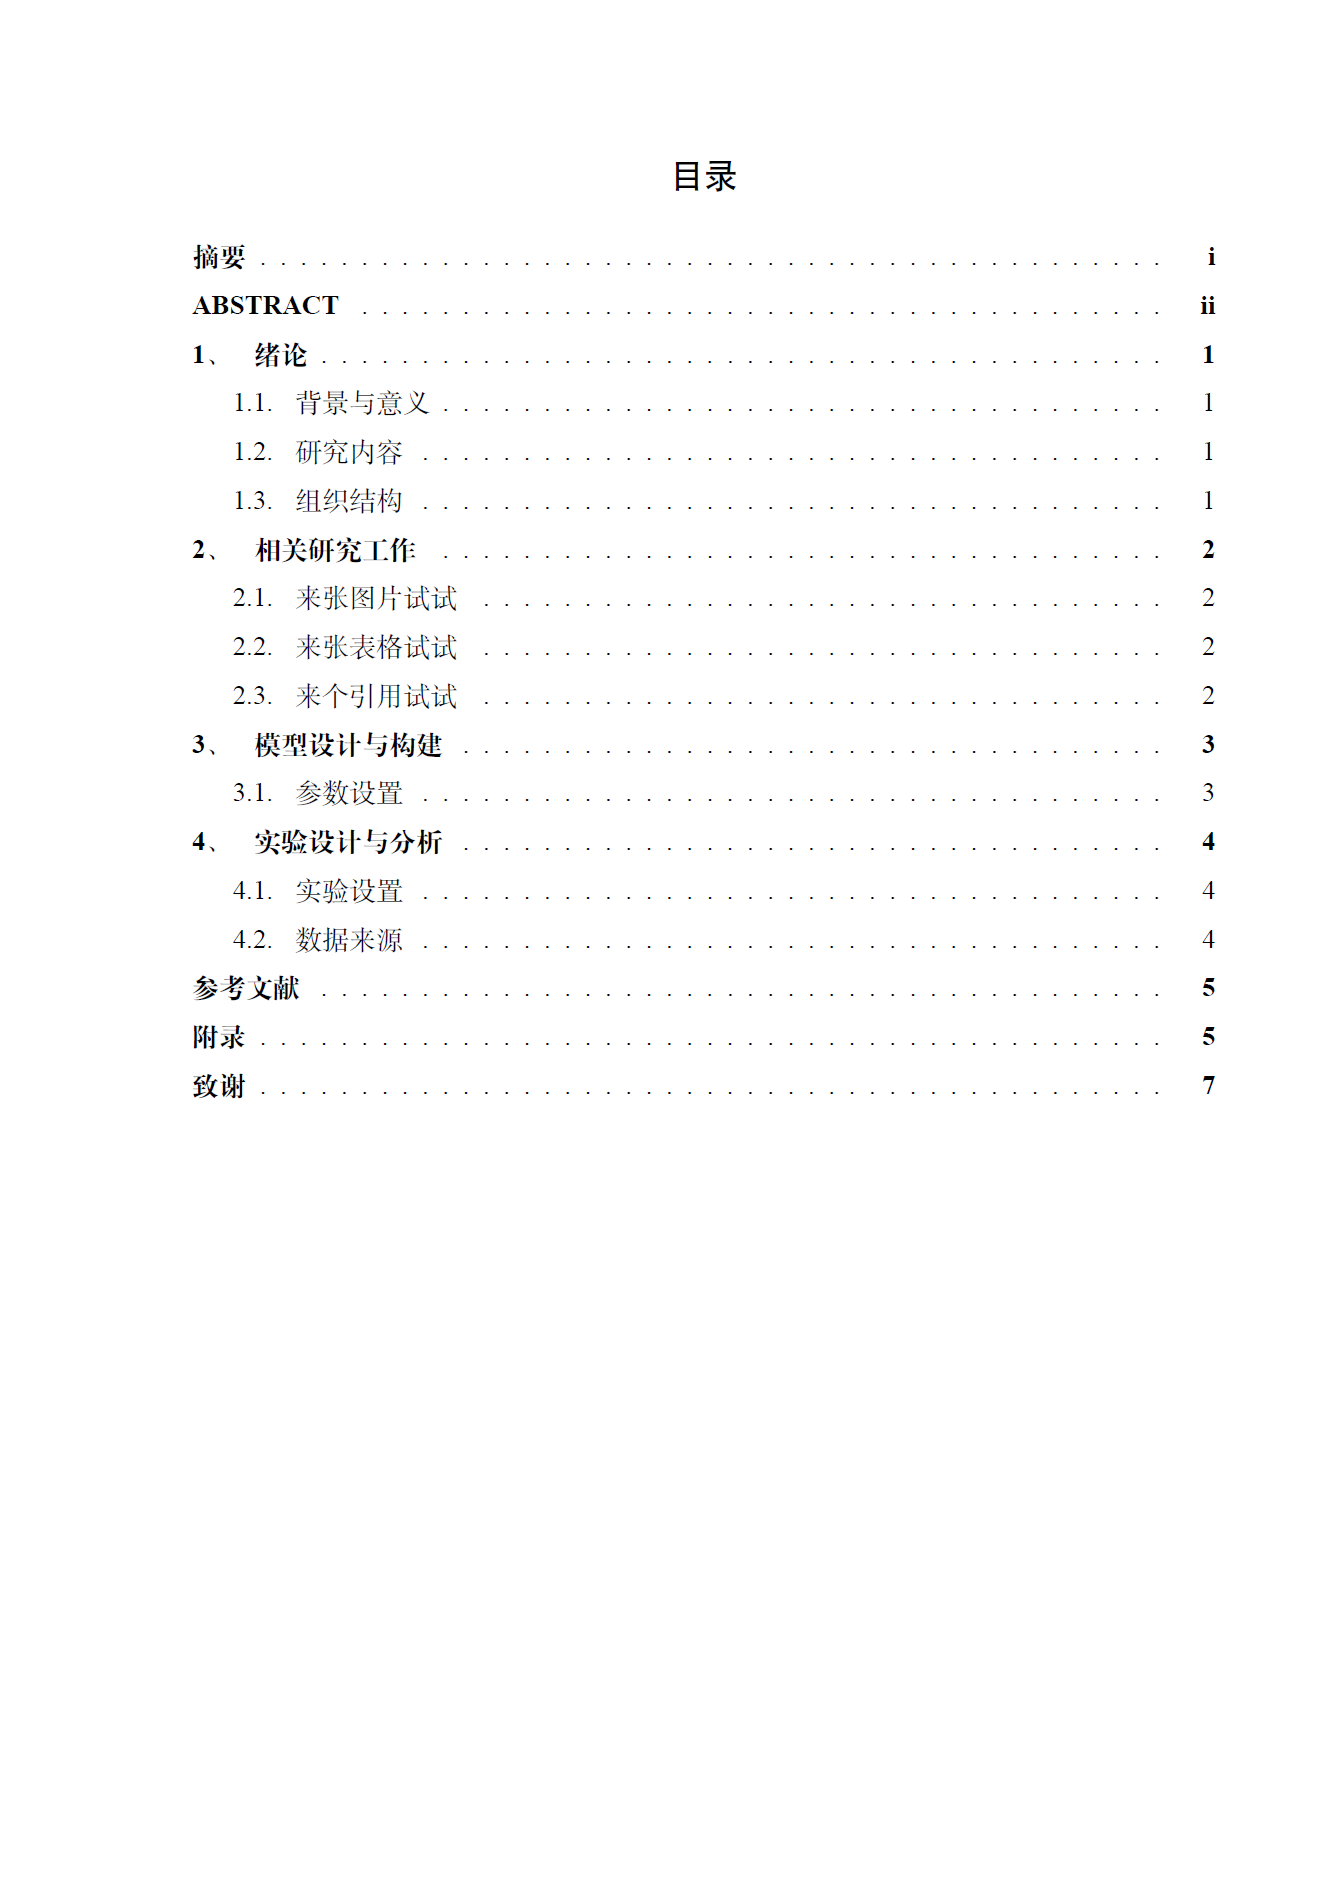 目录
摘要 . . . . . . . . . . . . . . . . . . . . . . . . . . . . . . . . . . . . . . . . . . . . . i
ABSTRACT . . . . . . . . . . . . . . . . . . . . . . . . . . . . . . . . . . . . . . . . ii
1、 绪论 . . . . . . . . . . . . . . . . . . . . . . . . . . . . . . . . . . . . . . . . . . 1
1.1. 背景与意义 . . . . . . . . . . . . . . . . . . . . . . . . . . . . . . . . . . . . 1
1.2. 研究内容 . . . . . . . . . . . . . . . . . . . . . . . . . . . . . . . . . . . . . 1
1.3. 组织结构 . . . . . . . . . . . . . . . . . . . . . . . . . . . . . . . . . . . . . 1
2、 相关研究工作 . . . . . . . . . . . . . . . . . . . . . . . . . . . . . . . . . . . . 2
2.1. 来张图片试试 . . . . . . . . . . . . . . . . . . . . . . . . . . . . . . . . . . 2
2.2. 来张表格试试 . . . . . . . . . . . . . . . . . . . . . . . . . . . . . . . . . . 2
2.3. 来个引用试试 . . . . . . . . . . . . . . . . . . . . . . . . . . . . . . . . . . 2
3、 模型设计与构建 . . . . . . . . . . . . . . . . . . . . . . . . . . . . . . . . . . . 3
3.1. 参数设置 . . . . . . . . . . . . . . . . . . . . . . . . . . . . . . . . . . . . . 3
4、 实验设计与分析 . . . . . . . . . . . . . . . . . . . . . . . . . . . . . . . . . . . 4
4.1. 实验设置 . . . . . . . . . . . . . . . . . . . . . . . . . . . . . . . . . . . . . 4
4.2. 数据来源 . . . . . . . . . . . . . . . . . . . . . . . . . . . . . . . . . . . . . 4
参考文献 . . . . . . . . . . . . . . . . . . . . . . . . . . . . . . . . . . . . . . . . . . 5
附录 . . . . . . . . . . . . . . . . . . . . . . . . . . . . . . . . . . . . . . . . . . . . . 5
致谢 . . . . . . . . . . . . . . . . . . . . . . . . . . . . . . . . . . . . . . . . . . . . . 7